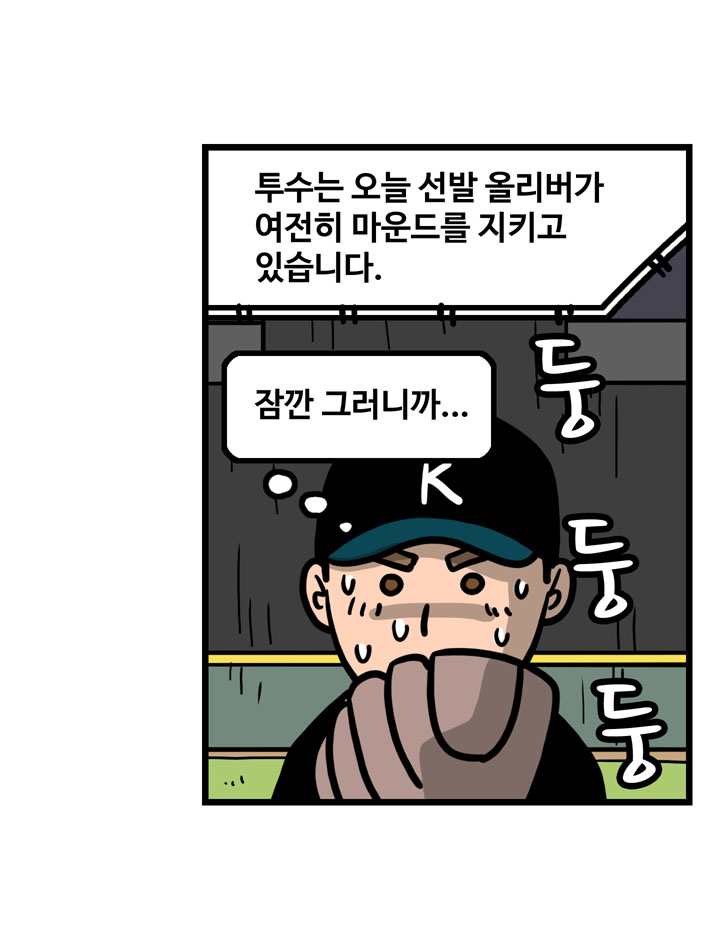 투수는 오늘 선발 올리버가
여전히 마운드를 지키고
있습니다.
잠깐 그러니까...
K
둥
둥
둥